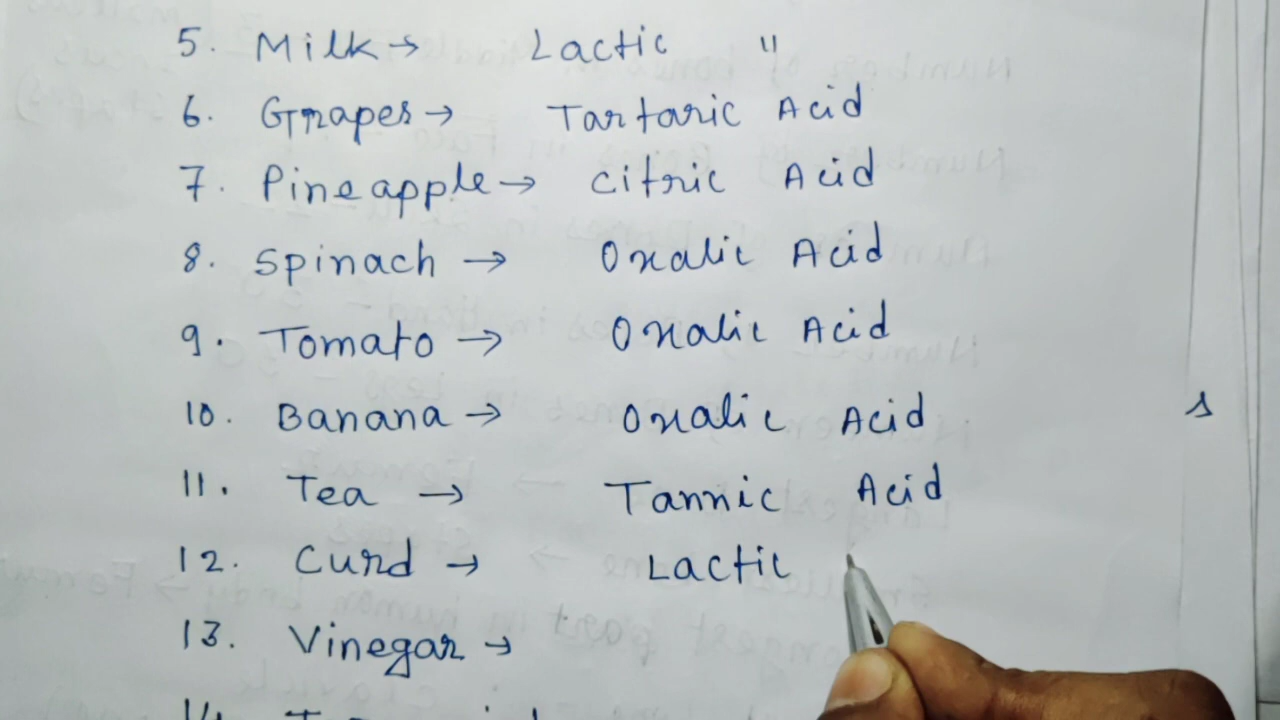 5. Milk → Lactic "
6. Grapes → Tartaric Acid
7. Pineapple → Citric Acid
8. Spinach → Oxalic Acid
9. Tomato → Oxalic Acid
10. Banana → Oxalic Acid
11. Tea → Tannic Acid
12. Curd → Lactic
13. Vinegar →
14.